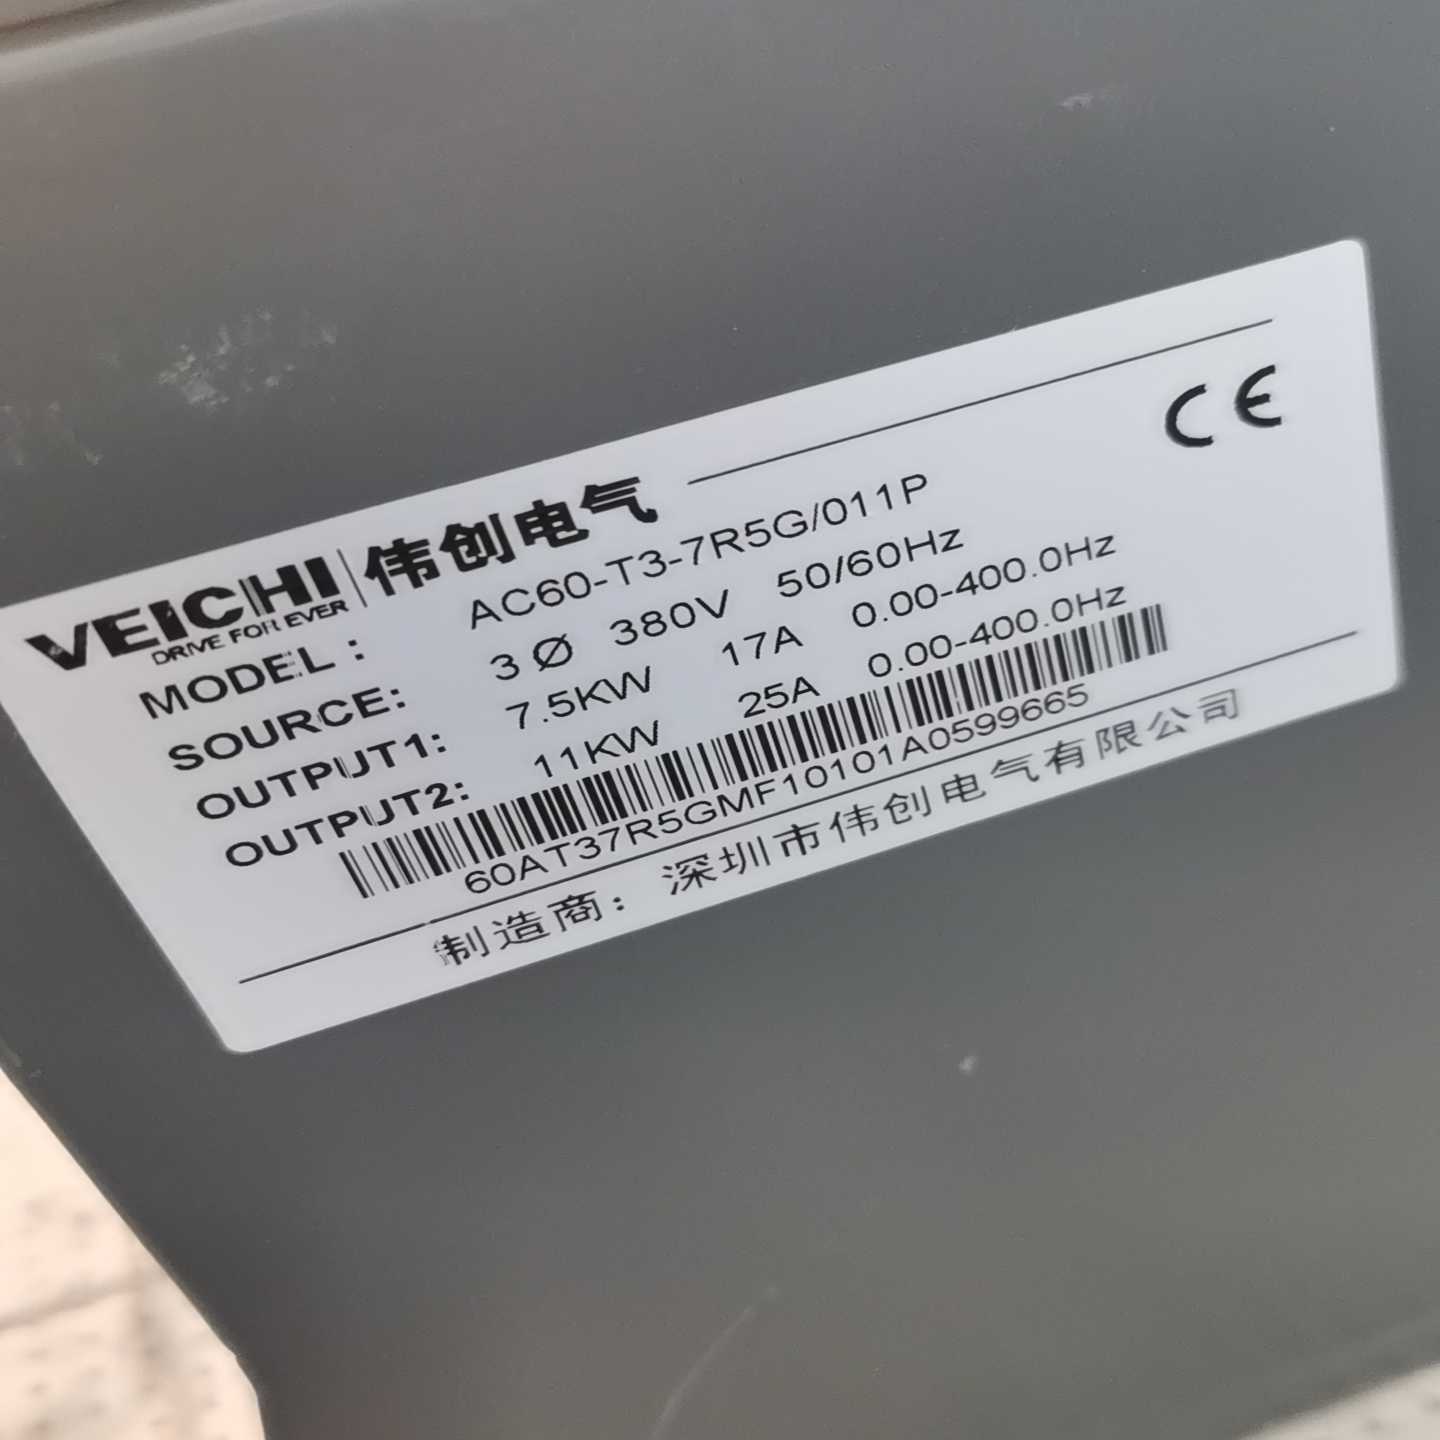 VEICHI 伟创电气
DRIVE FOR EVER
CE
MODEL: AC60-T3-7R5G/011P
SOURCE: 3Ø 380V 50/60Hz
OUTPUT1: 7.5KW 17A 0.00-400.0Hz
OUTPUT2: 11KW 25A 0.00-400.0Hz
60AT37R5GMF10101A0599665
制造商：深圳市伟创电气有限公司